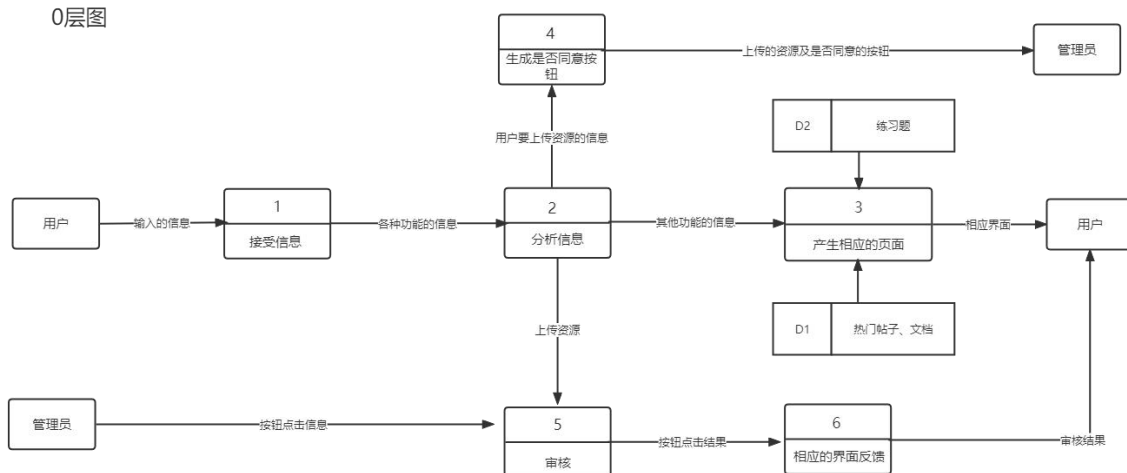 0层图
4
生成是否同意按
钮
上传的资源及是否同意的按钮
管理员
用户要上传资源的信息
D2
练习题
用户
输入的信息
1
接受信息
各种功能的信息
2
分析信息
其他功能的信息
3
产生相应的页面
相应界面
用户
D1
热门帖子、文档
上传资源
管理员
按钮点击信息
5
审核
按钮点击结果
6
相应的界面反馈
审核结果